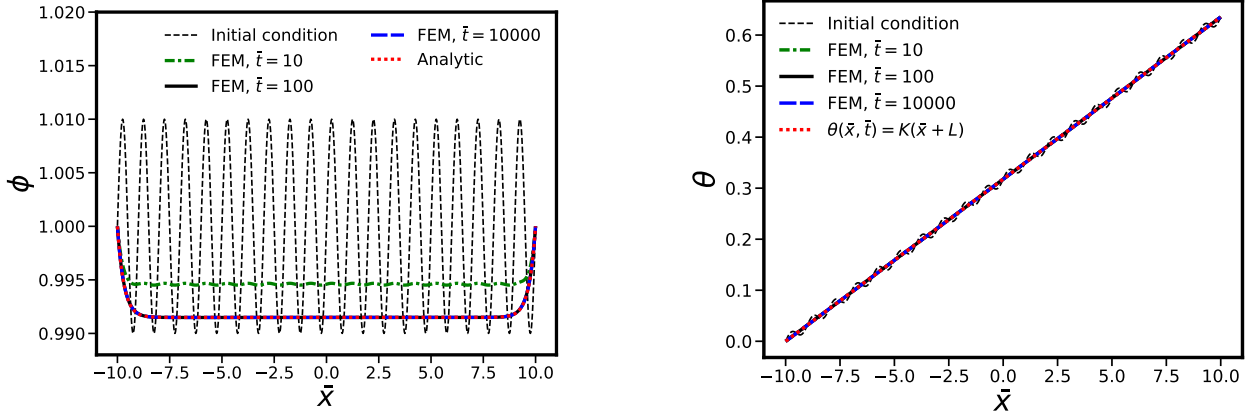 1.020
1.015
1.010
1.005
1.000
0.995
0.990
ϕ
Initial condition
FEM, t̄ = 10
FEM, t̄ = 100
FEM, t̄ = 10000
Analytic
−10.0 −7.5 −5.0 −2.5 0.0 2.5 5.0 7.5 10.0
x̄
0.6
0.5
0.4
0.3
0.2
0.1
0.0
θ
Initial condition
FEM, t̄ = 10
FEM, t̄ = 100
FEM, t̄ = 10000
θ(x̄, t̄) = K(x̄ + L)
−10.0 −7.5 −5.0 −2.5 0.0 2.5 5.0 7.5 10.0
x̄